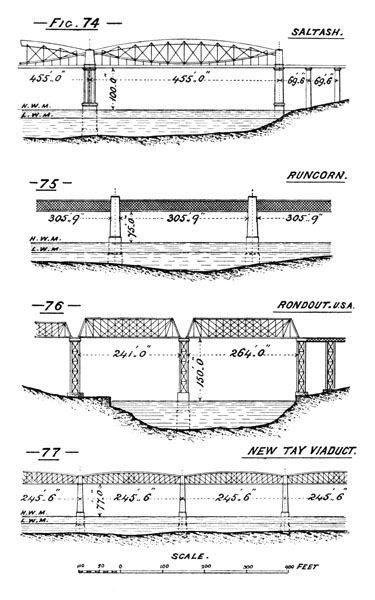 FIG. 74
SALTASH.
455'.0" 455'.0" 69'.6" 69'.6"
100'.0"
H.W.M.
L.W.M.
75
RUNCORN.
305'.9" 305'.9" 305'.9"
75'.0"
H.W.M.
L.W.M.
76
RONDOUT. U.S.A.
241'.0" 264'.0"
150'.0"
77
NEW TAY VIADUCT.
245'.6" 245'.6" 245'.6" 245'.6"
77'.0"
H.W.M.
L.W.M.
SCALE.
100 50 0 100 200 300 400 FEET